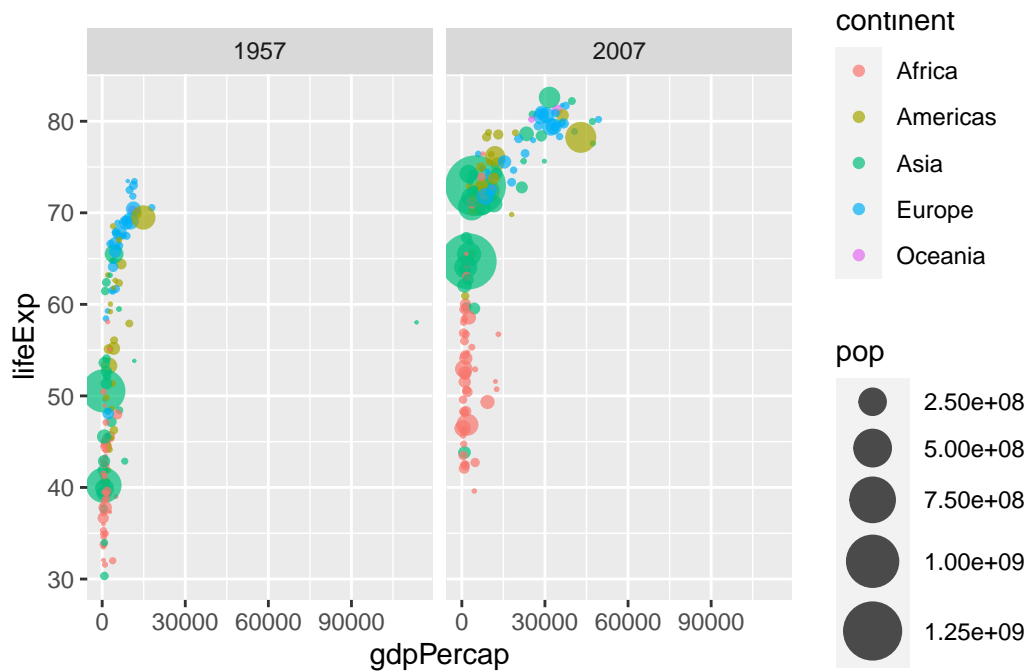 1957
2007
lifeExp
80
70
60
50
40
30
0
30000
60000
90000
0
30000
60000
90000
gdpPercap
continent
Africa
Americas
Asia
Europe
Oceania
pop
2.50e+08
5.00e+08
7.50e+08
1.00e+09
1.25e+09